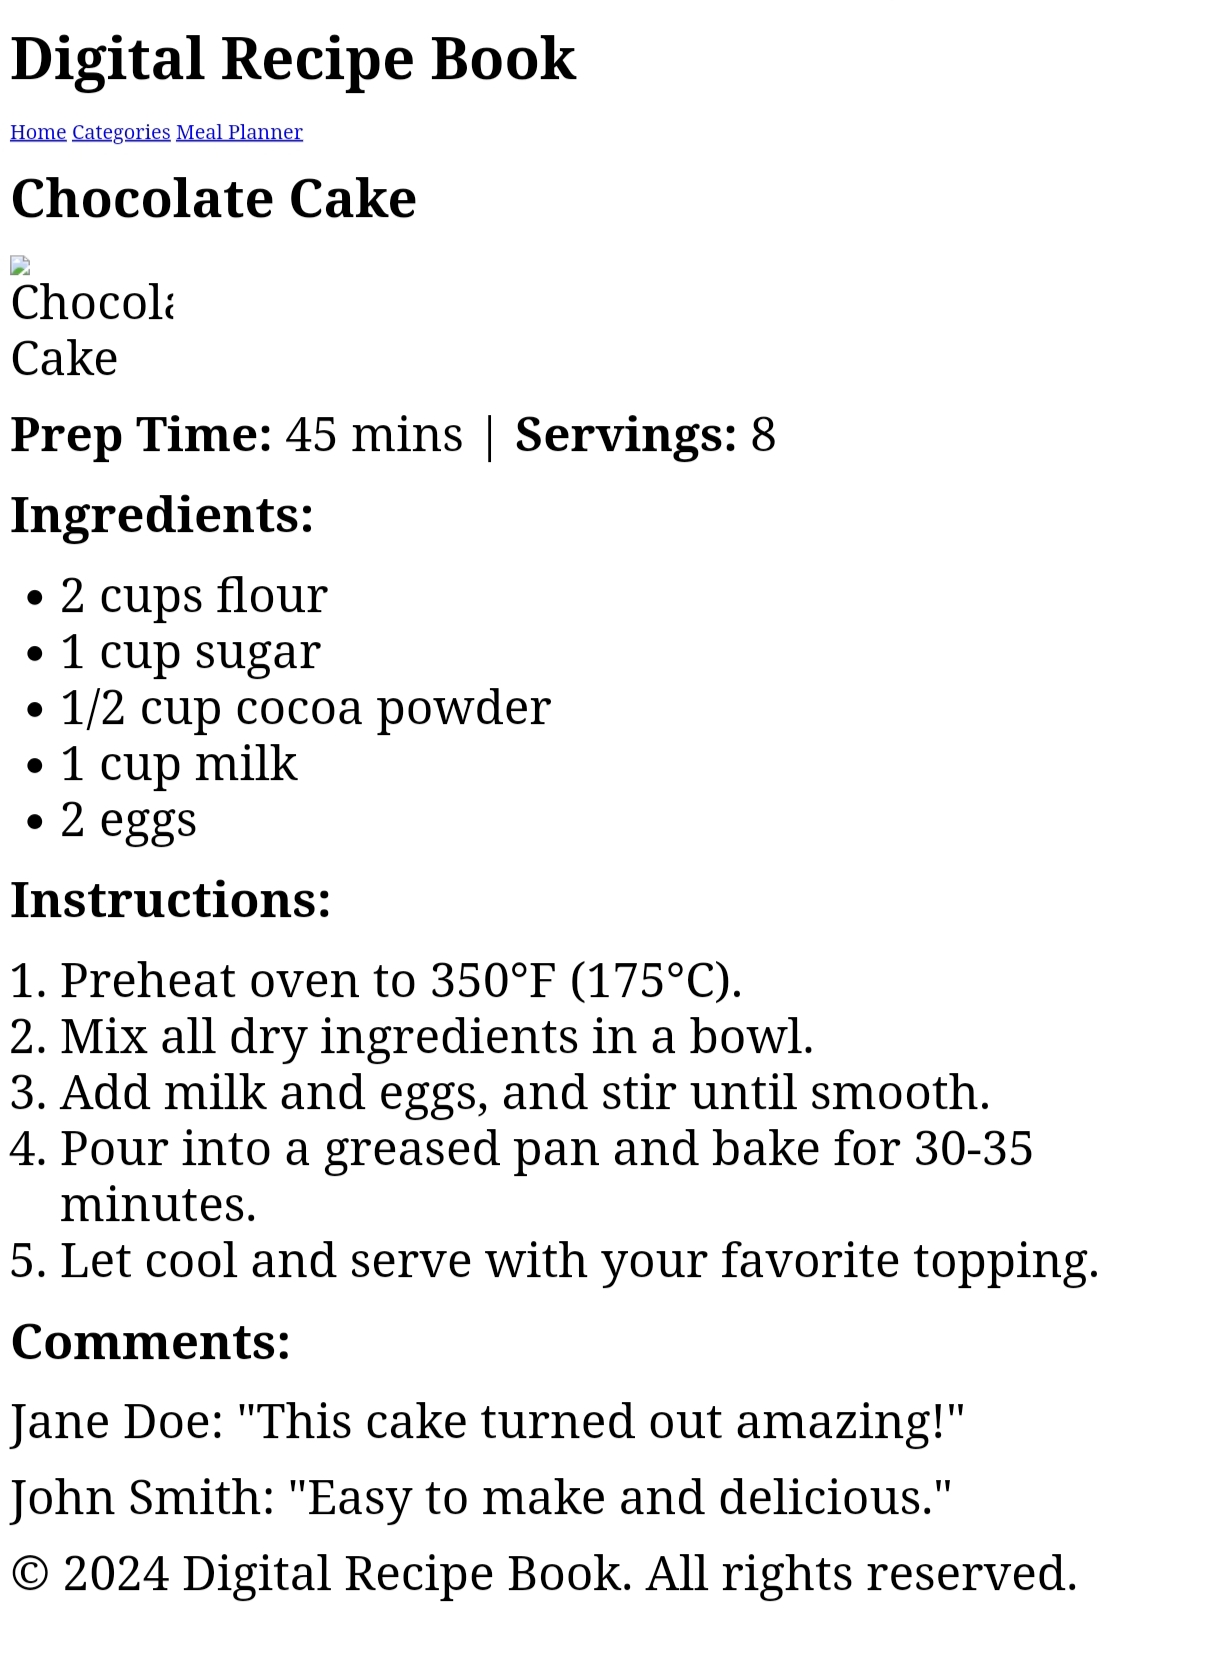 Digital Recipe Book
Home Categories Meal Planner
Chocolate Cake
Cake
Prep Time: 45 mins | Servings: 8
Ingredients:
• 2 cups flour
• 1 cup sugar
• 1/2 cup cocoa powder
• 1 cup milk
• 2 eggs
Instructions:
1. Preheat oven to 350°F (175°C).
2. Mix all dry ingredients in a bowl.
3. Add milk and eggs, and stir until smooth.
4. Pour into a greased pan and bake for 30-35
minutes.
5. Let cool and serve with your favorite topping.
Comments:
Jane Doe: "This cake turned out amazing!"
John Smith: "Easy to make and delicious."
© 2024 Digital Recipe Book. All rights reserved.